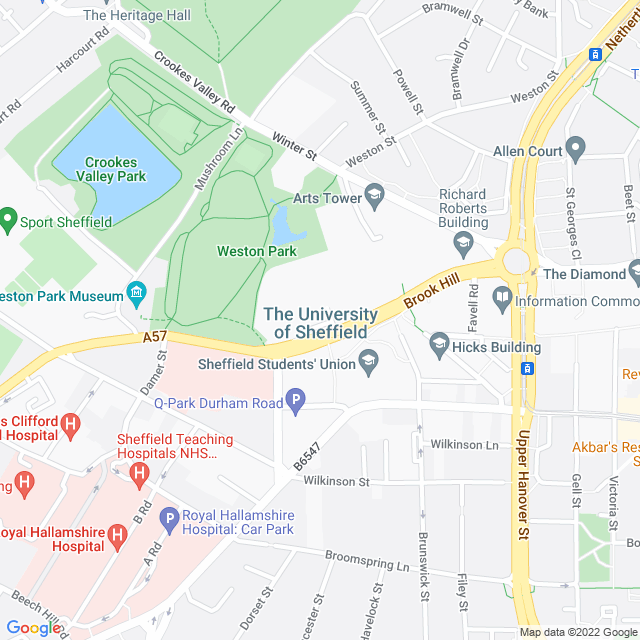 The Heritage Hall
Bramwell St
Bramwell Dr
Netherth
Harcourt Rd
Crookes Valley Rd
Powell St
Summer St
Weston St
Winter St
Weston St
Allen Court
Mushroom Ln
Crookes
Valley Park
Arts Tower
Richard
Roberts
Building
St Georges Cl
Beet St
Sport Sheffield
Weston Park
The Diamond
eston Park Museum
Brook Hill
Favell Rd
Information Commo
The University
of Sheffield
A57
Hicks Building
Sheffield Students' Union
Damer St
Rev
Q-Park Durham Road
s Clifford
l Hospital
Sheffield Teaching
Hospitals NHS...
B6547
Wilkinson Ln
Upper Hanover St
Akbar's Res
Wilkinson St
Gell St
Victoria St
ng
B Rd
Royal Hallamshire
Hospital: Car Park
oyal Hallamshire
Hospital
A Rd
Broomspring Ln
Brunswick St
Filey St
Bot
Beech Hill Rd
Dorset St
cester St
avelock St
Google
Map data ©2022 Google